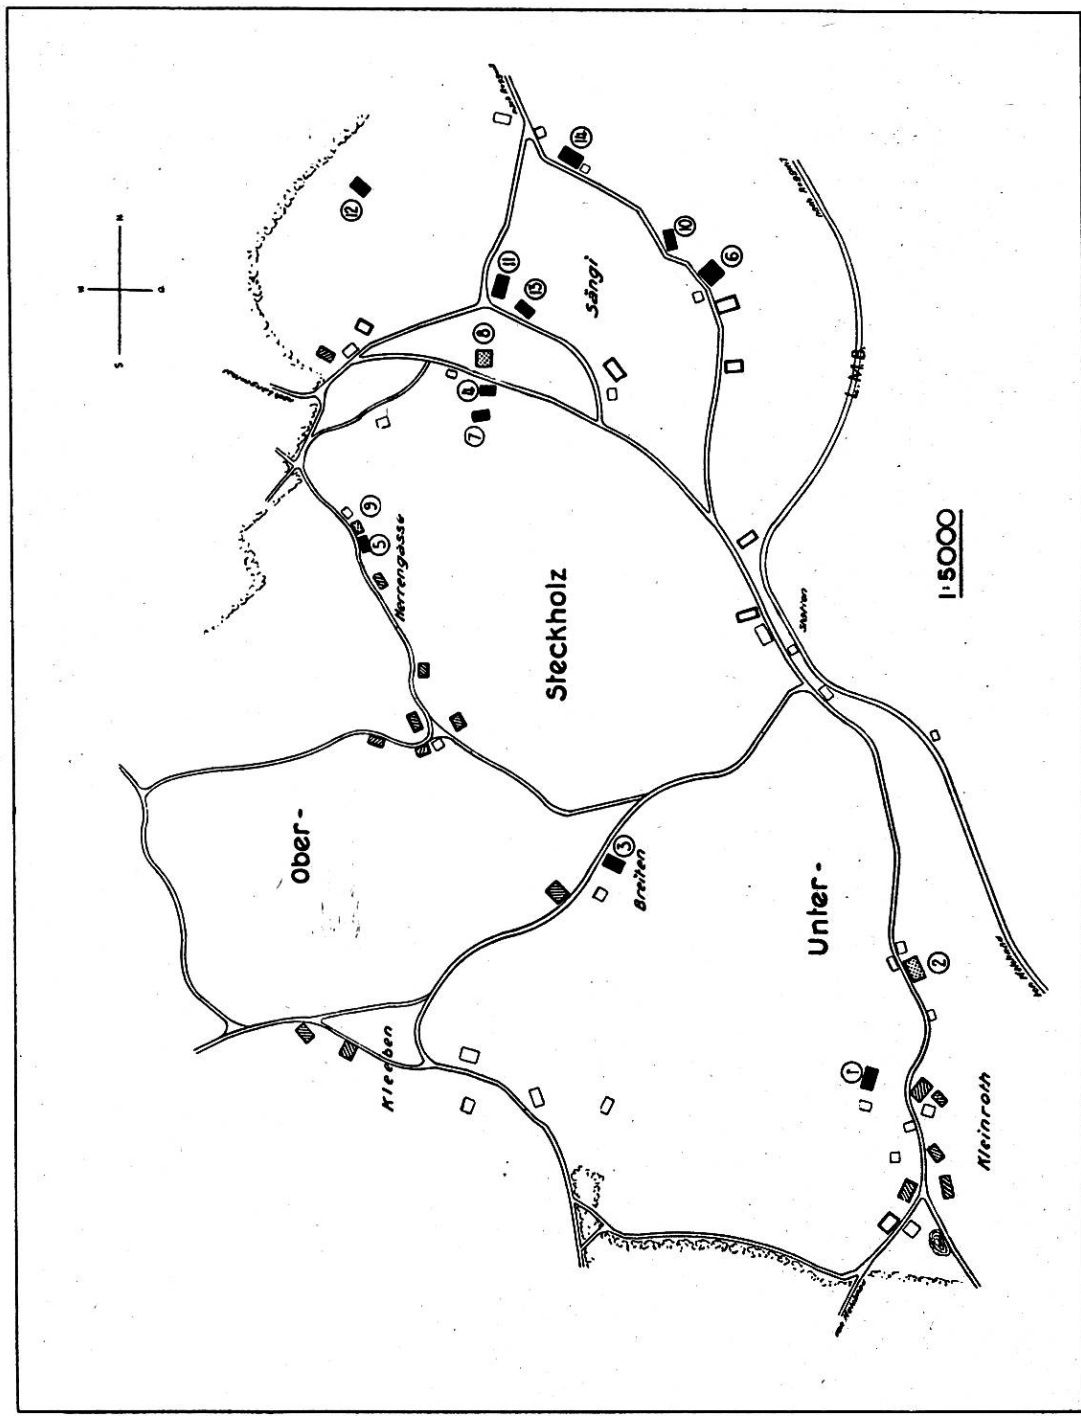 W
N
S
O
12
14
10
6
11
13
8
4
7
9
5
Sängi
Herrengasse
L.M.B.
1:5000
Steckholz
Station
Ober-
3
Breiten
Unter-
2
Kleeben
1
Kleinroth